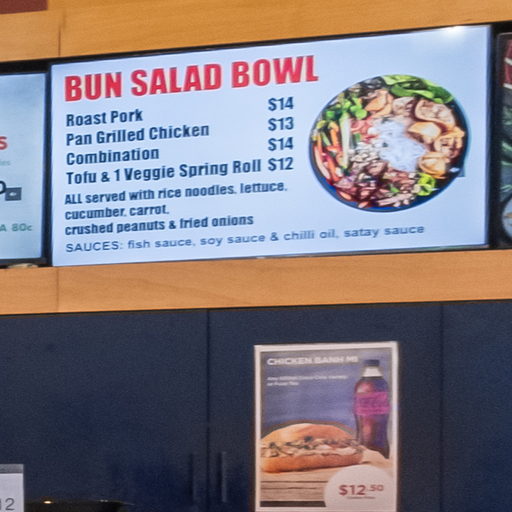 BUN SALAD BOWL
Roast Pork $14
Pan Grilled Chicken $13
Combination $14
Tofu & 1 Veggie Spring Roll $12
ALL served with rice noodles, lettuce,
cucumber, carrot,
crushed peanuts & fried onions
SAUCES: fish sauce, soy sauce & chilli oil, satay sauce
A 80c
CHICKEN BANH MI
$12.50
12